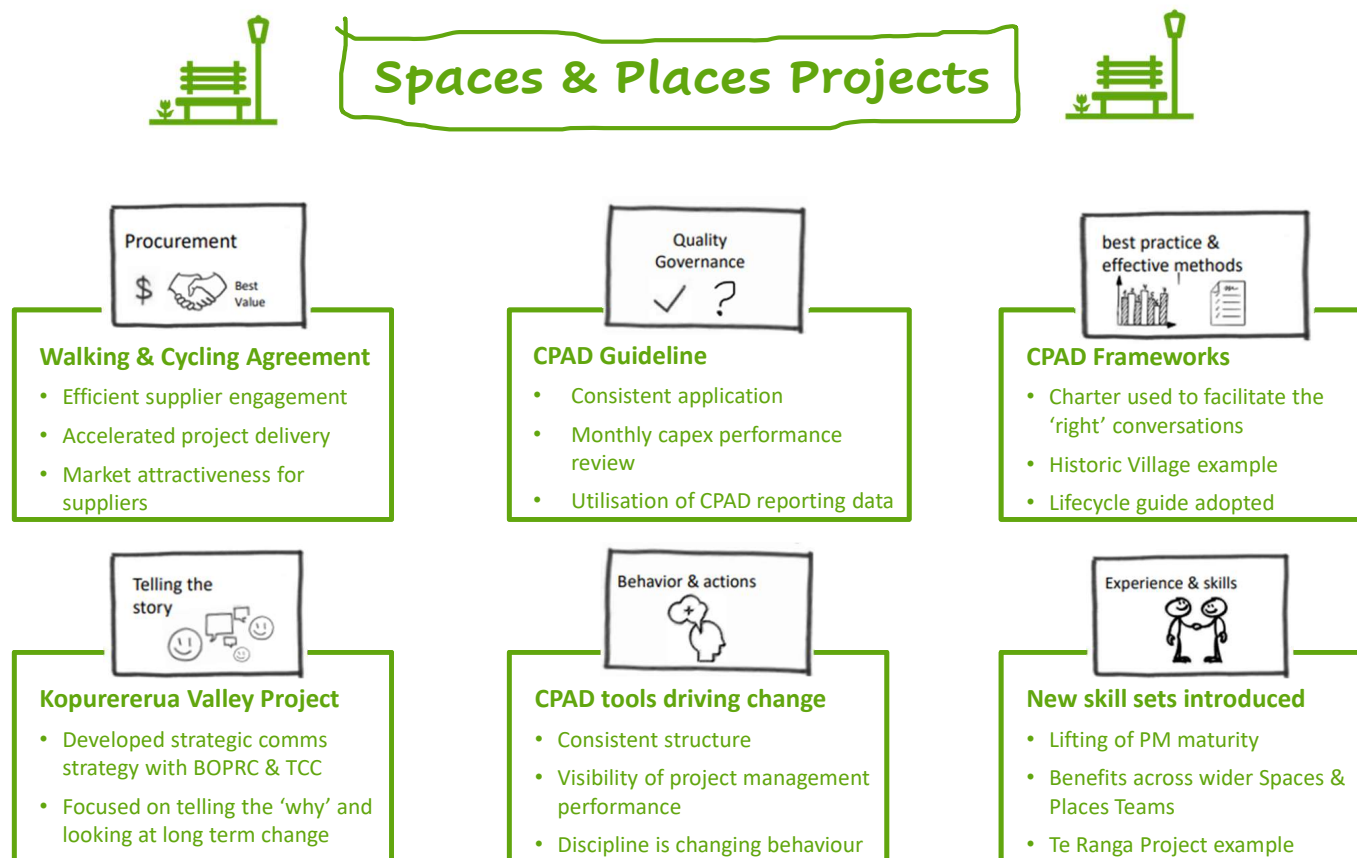 Spaces & Places Projects
Procurement
$
Best
Value
Walking & Cycling Agreement
• Efficient supplier engagement
• Accelerated project delivery
• Market attractiveness for
suppliers
Quality
Governance
?
CPAD Guideline
• Consistent application
• Monthly capex performance
review
• Utilisation of CPAD reporting data
best practice &
effective methods
CPAD Frameworks
• Charter used to facilitate the
‘right’ conversations
• Historic Village example
• Lifecycle guide adopted
Telling the
story
Kopurererua Valley Project
• Developed strategic comms
strategy with BOPRC & TCC
• Focused on telling the ‘why’ and
looking at long term change
Behavior & actions
CPAD tools driving change
• Consistent structure
• Visibility of project management
performance
• Discipline is changing behaviour
Experience & skills
New skill sets introduced
• Lifting of PM maturity
• Benefits across wider Spaces &
Places Teams
• Te Ranga Project example